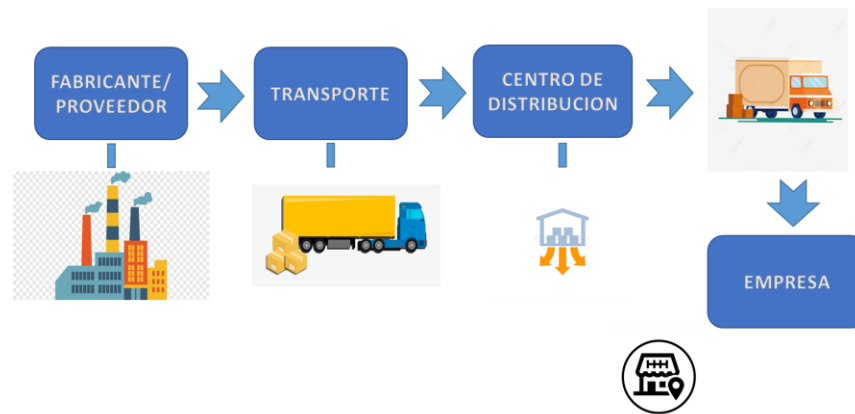 FABRICANTE/
PROVEEDOR
TRANSPORTE
CENTRO DE
DISTRIBUCION
EMPRESA